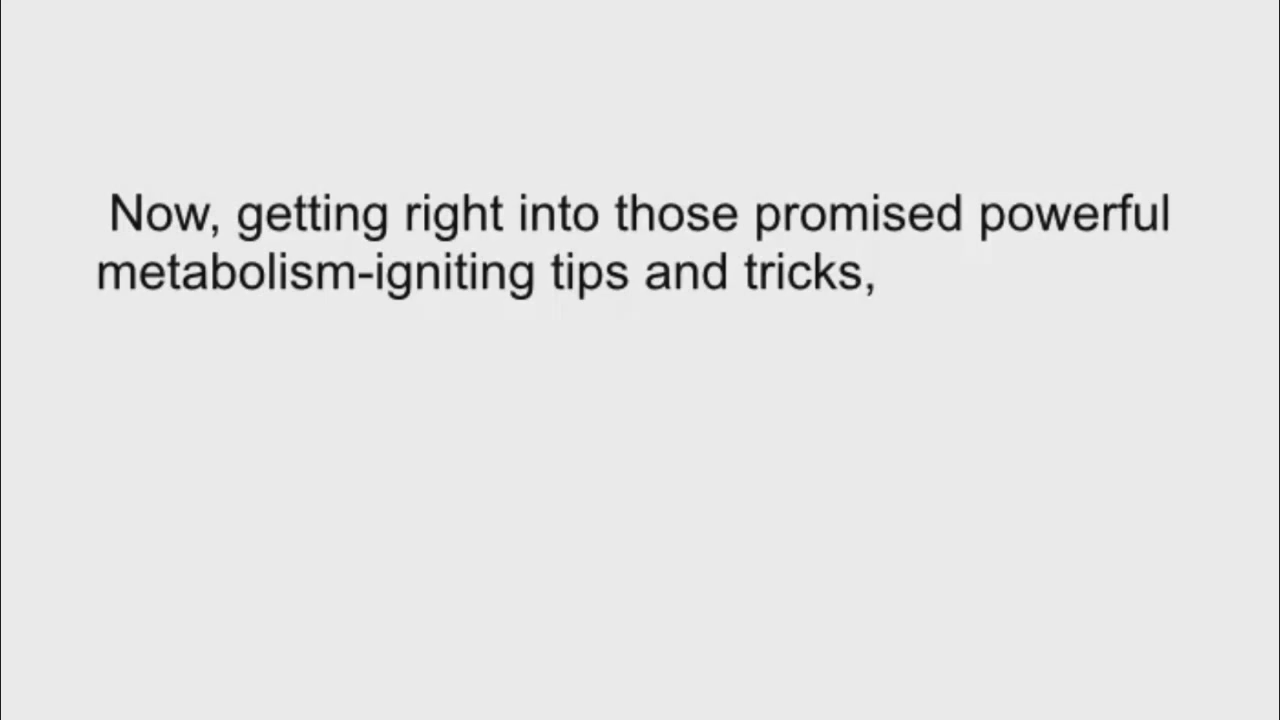 Now, getting right into those promised powerful
metabolism-igniting tips and tricks,